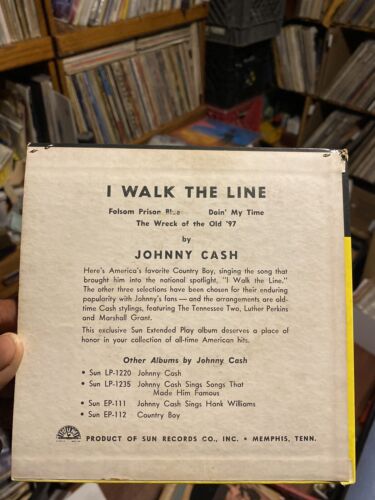 I WALK THE LINE
Folsom Prison Blue Doin' My Time
The Wreck of the Old '97
by
JOHNNY CASH
Here's America's favorite Country Boy, singing the song that
brought him into the national spotlight, "I Walk the Line."
The other three selections have been chosen for their enduring
popularity with Johnny's fans — and the arrangements are old-
time Cash stylings, featuring The Tennessee Two, Luther Perkins
and Marshall Grant.
This exclusive Sun Extended Play album deserves a place of
honor in your collection of all-time American hits.
Other Albums by Johnny Cash
• Sun LP-1220 Johnny Cash
• Sun LP-1235 Johnny Cash Sings Songs That
Made Him Famous
• Sun EP-111 Johnny Cash Sings Hank Williams
• Sun EP-112 Country Boy
PRODUCT OF SUN RECORDS CO., INC. • MEMPHIS, TENN.